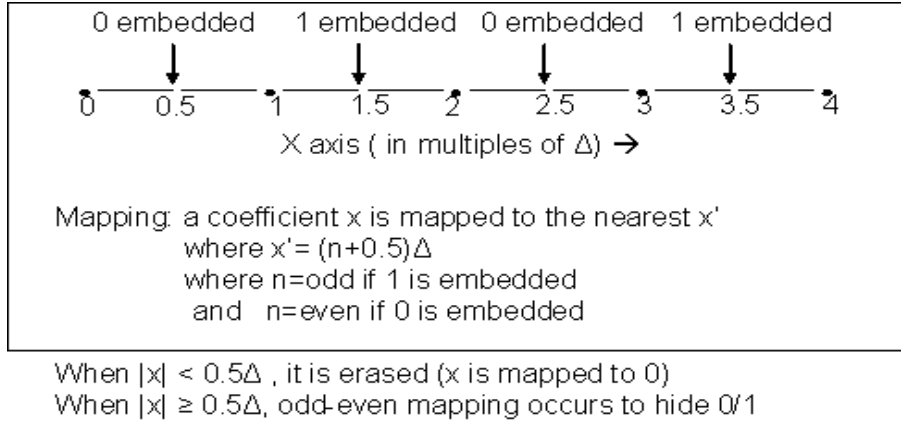 0 embedded 1 embedded 0 embedded 1 embedded
0 0.5 1 1.5 2 2.5 3 3.5 4
X axis ( in multiples of Δ) →
Mapping: a coefficient x is mapped to the nearest x'
where x'= (n+0.5)Δ
where n=odd if 1 is embedded
and n=even if 0 is embedded
When |x| < 0.5Δ , it is erased (x is mapped to 0)
When |x| ≥ 0.5Δ, odd-even mapping occurs to hide 0/1